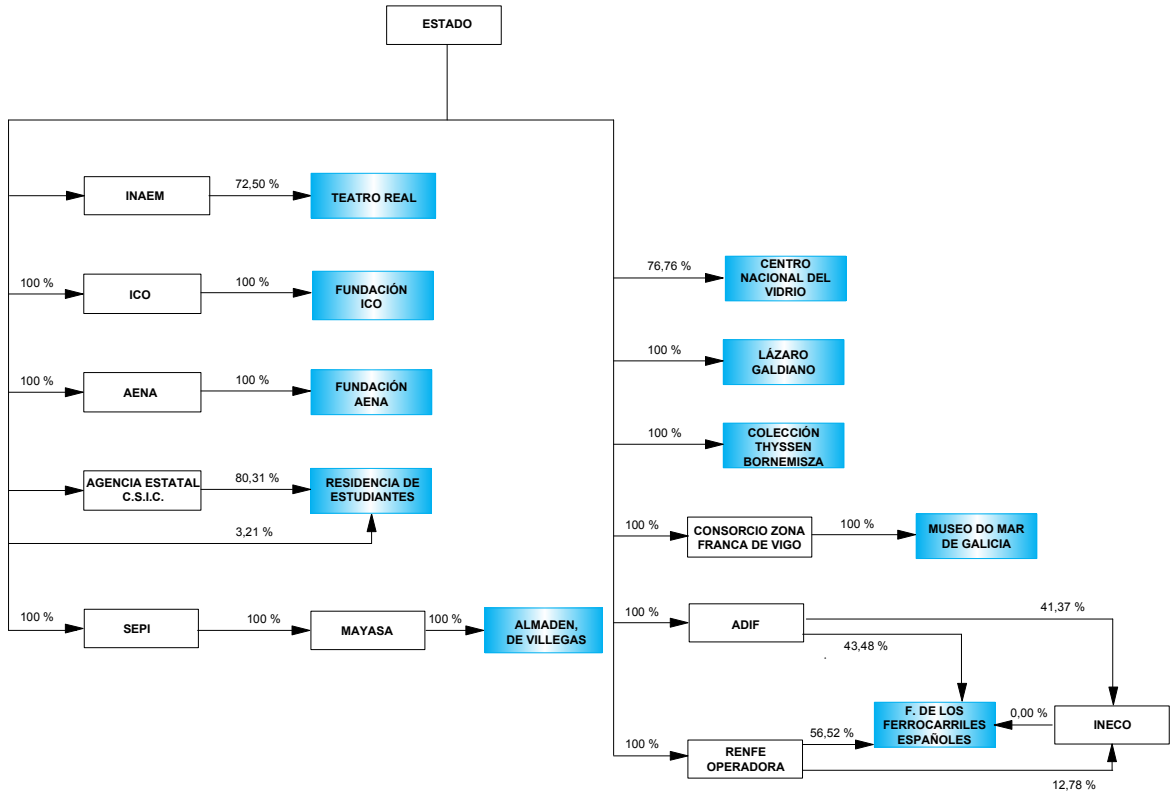 ESTADO
INAEM
72,50 %
TEATRO REAL
100 %
ICO
100 %
FUNDACIÓN
ICO
100 %
AENA
100 %
FUNDACIÓN
AENA
AGENCIA ESTATAL
C.S.I.C.
80,31 %
RESIDENCIA DE
ESTUDIANTES
3,21 %
100 %
SEPI
100 %
MAYASA
100 %
ALMADEN,
DE VILLEGAS
76,76 %
CENTRO
NACIONAL DEL
VIDRIO
100 %
LÁZARO
GALDIANO
100 %
COLECCIÓN
THYSSEN
BORNEMISZA
100 %
CONSORCIO ZONA
FRANCA DE VIGO
100 %
MUSEO DO MAR
DE GALICIA
100 %
ADIF
41,37 %
43,48 %
.
F. DE LOS
FERROCARRILES
ESPAÑOLES
0,00 %
INECO
100 %
RENFE
OPERADORA
56,52 %
12,78 %